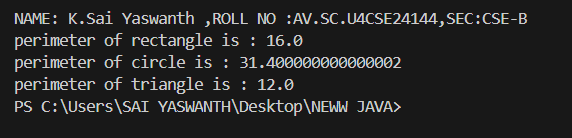 NAME: K.Sai Yaswanth ,ROLL NO :AV.SC.U4CSE24144,SEC:CSE-B
perimeter of rectangle is : 16.0
perimeter of circle is : 31.400000000000002
perimeter of triangle is : 12.0
PS C:\Users\SAI YASWANTH\Desktop\NEWW JAVA>